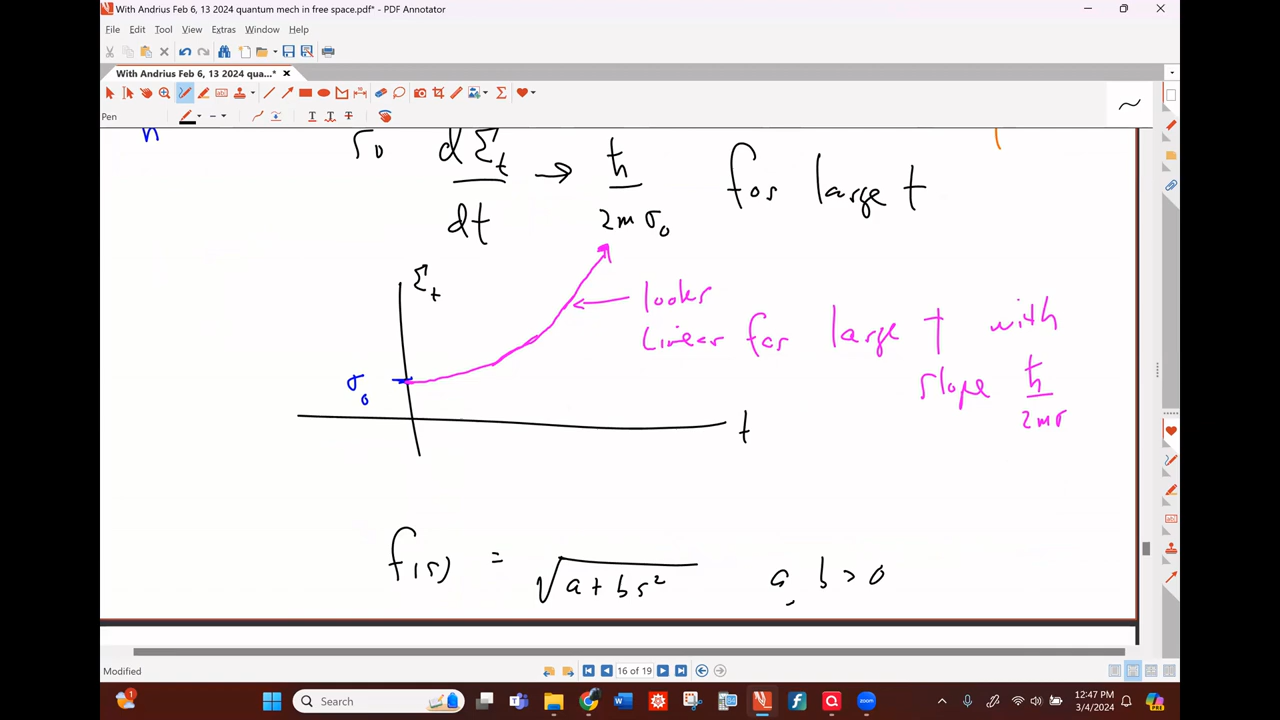 With Andrius Feb 6, 13 2024 quantum mech in free space.pdf* - PDF Annotator
File Edit Tool View Extras Window Help
With Andrius Feb 6, 13 2024 qua...*
Pen
σ₀ dΣₜ/dt → ħ/2mσ₀ for large t
Σₜ
looks
linear for large t with
slope ħ/2mσ
σ₀
t
f(s) = √(a + bs²) a, b > 0
Modified
16 of 19
Search
12:47 PM
3/4/2024